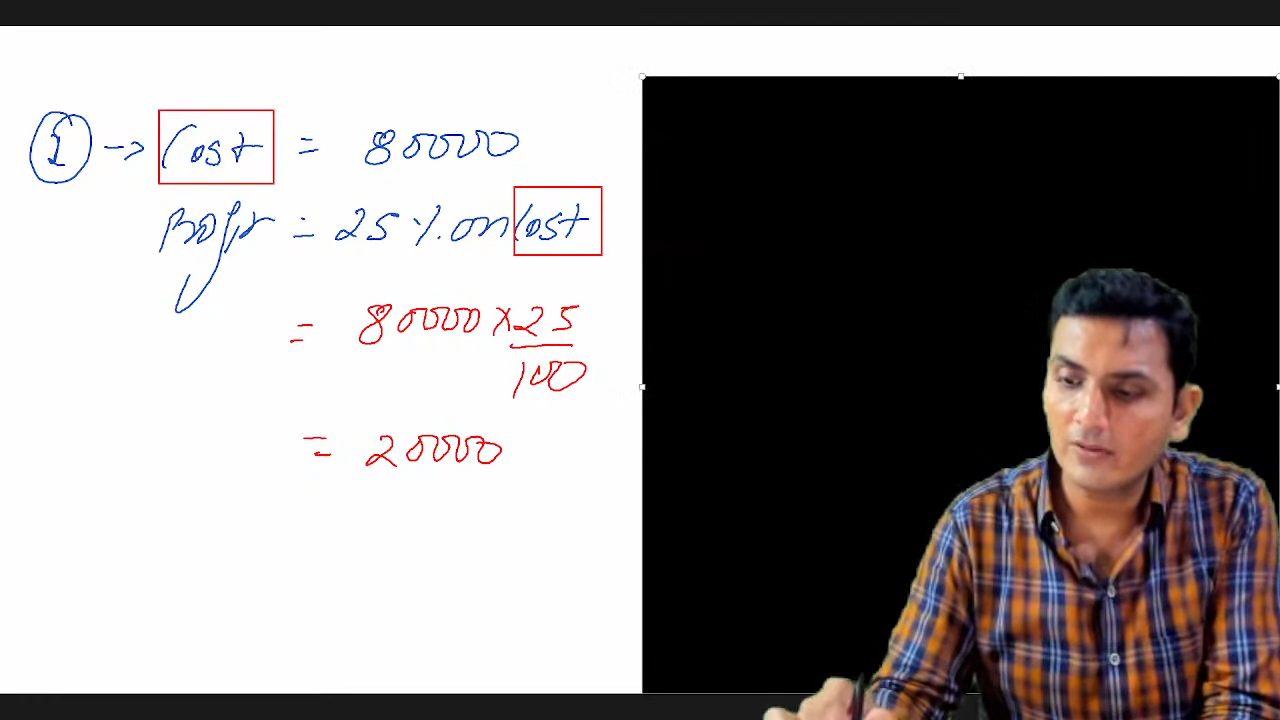 1 → Cost = 80000
Profit = 25%. on Cost
= 80000 × 25/100
= 20000